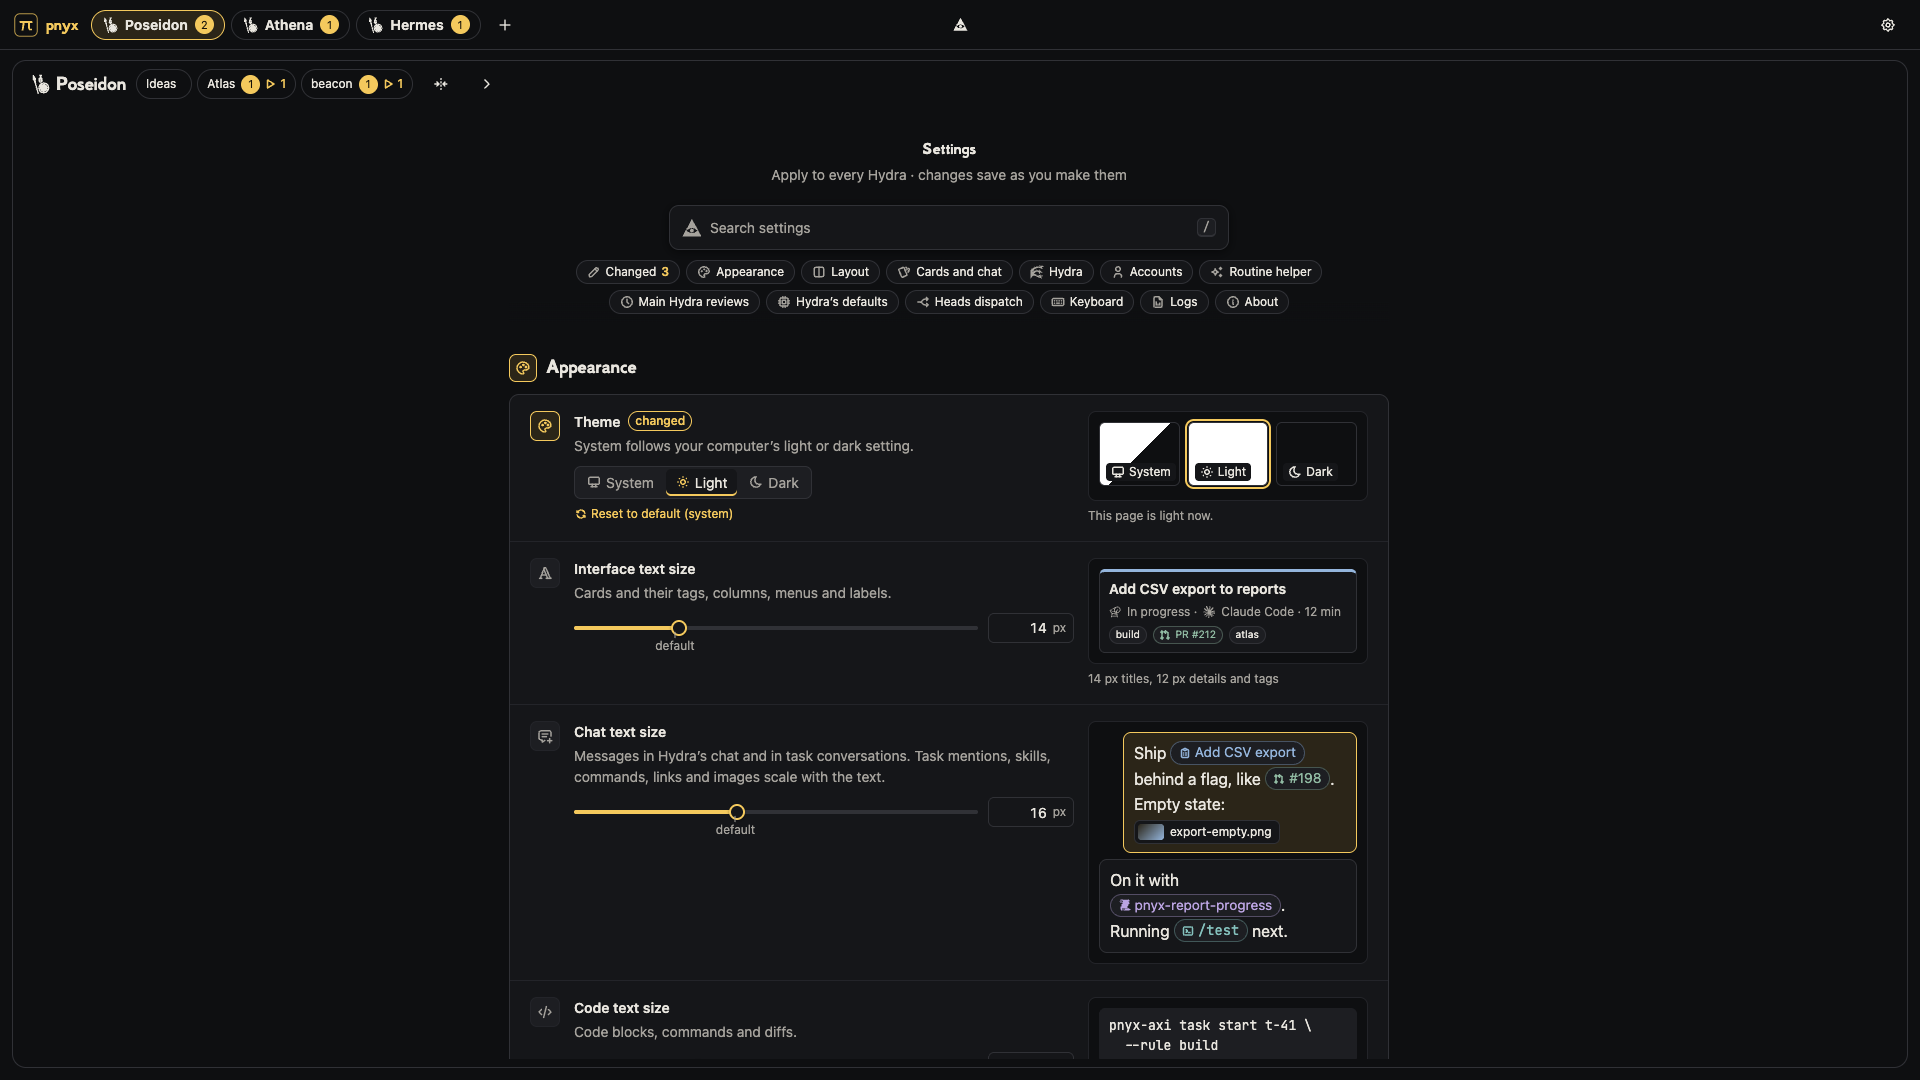 pnyx
Poseidon 2
Athena 1
Hermes 1
Poseidon
Ideas
Atlas 1 1
beacon 1 1
Settings
Apply to every Hydra · changes save as you make them
Search settings /
Changed 3
Appearance
Layout
Cards and chat
Hydra
Accounts
Routine helper
Main Hydra reviews
Hydra’s defaults
Heads dispatch
Keyboard
Logs
About
Appearance
Theme changed
System follows your computer’s light or dark setting.
System Light Dark
Reset to default (system)
System Light Dark
This page is light now.
Interface text size
Cards and their tags, columns, menus and labels.
14 px
default
Add CSV export to reports
In progress · Claude Code · 12 min
build PR #212 atlas
14 px titles, 12 px details and tags
Chat text size
Messages in Hydra’s chat and in task conversations. Task mentions, skills,
commands, links and images scale with the text.
16 px
default
Ship Add CSV export
behind a flag, like #198.
Empty state:
export-empty.png
On it with
pnyx-report-progress.
Running /test next.
Code text size
Code blocks, commands and diffs.
pnyx-axi task start t-41 \
--rule build